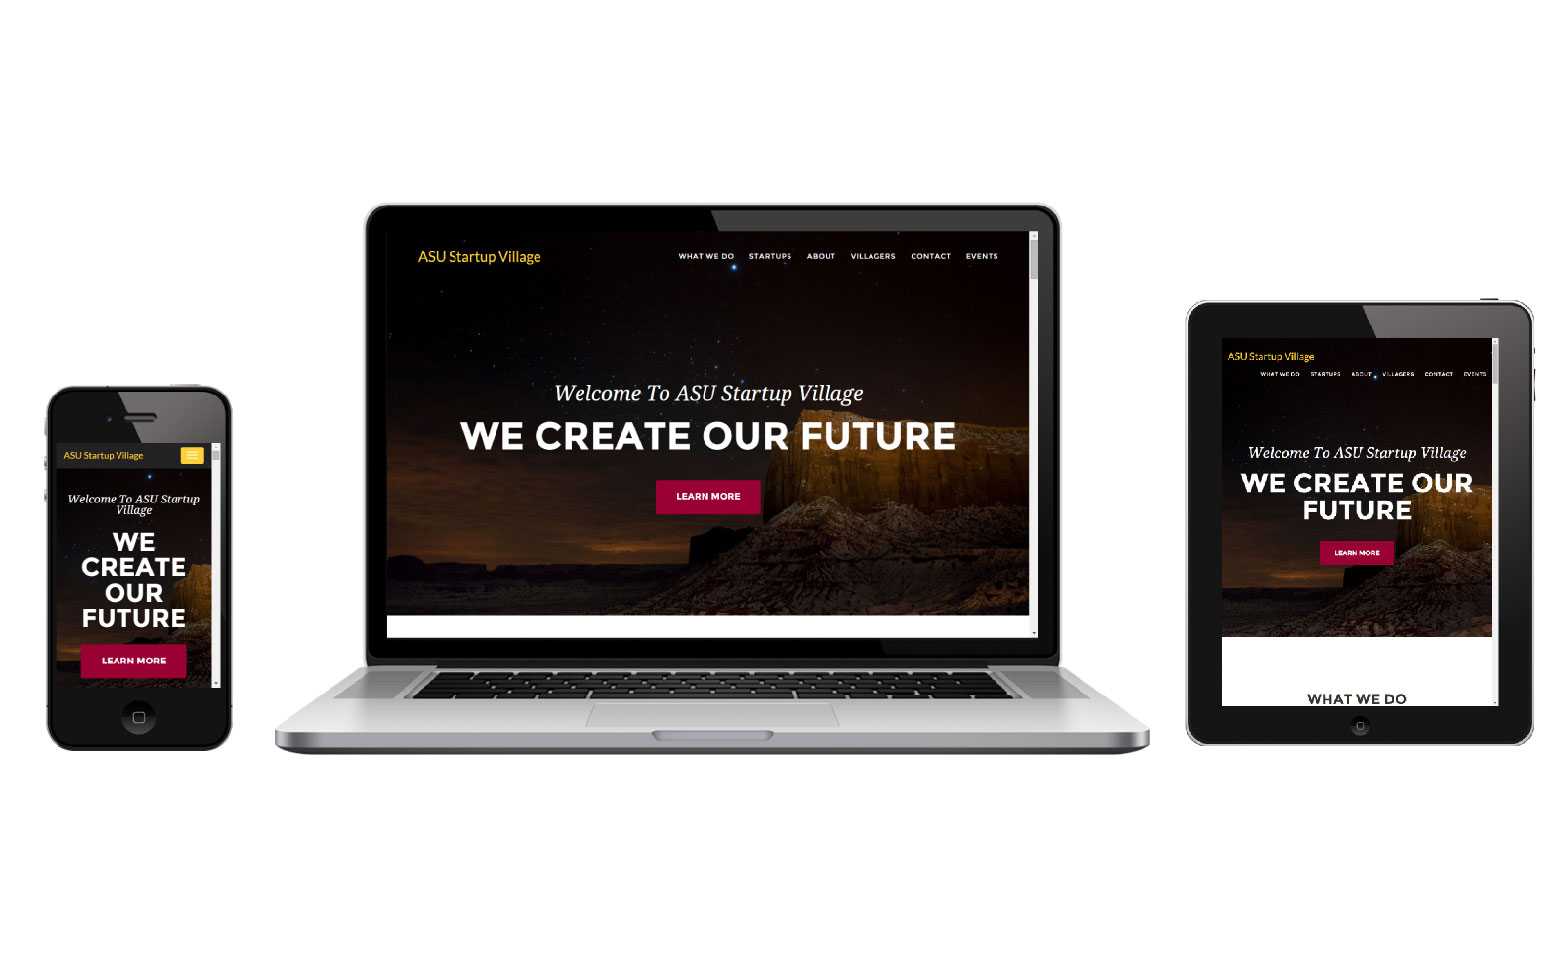 ASU Startup Village
Welcome To ASU Startup
Village
WE
CREATE
OUR
FUTURE
LEARN MORE
ASU Startup Village
WHAT WE DO STARTUPS ABOUT VILLAGERS CONTACT EVENTS
Welcome To ASU Startup Village
WE CREATE OUR FUTURE
LEARN MORE
ASU Startup Village
WHAT WE DO STARTUPS ABOUT VILLAGERS CONTACT EVENTS
Welcome To ASU Startup Village
WE CREATE OUR
FUTURE
LEARN MORE
WHAT WE DO